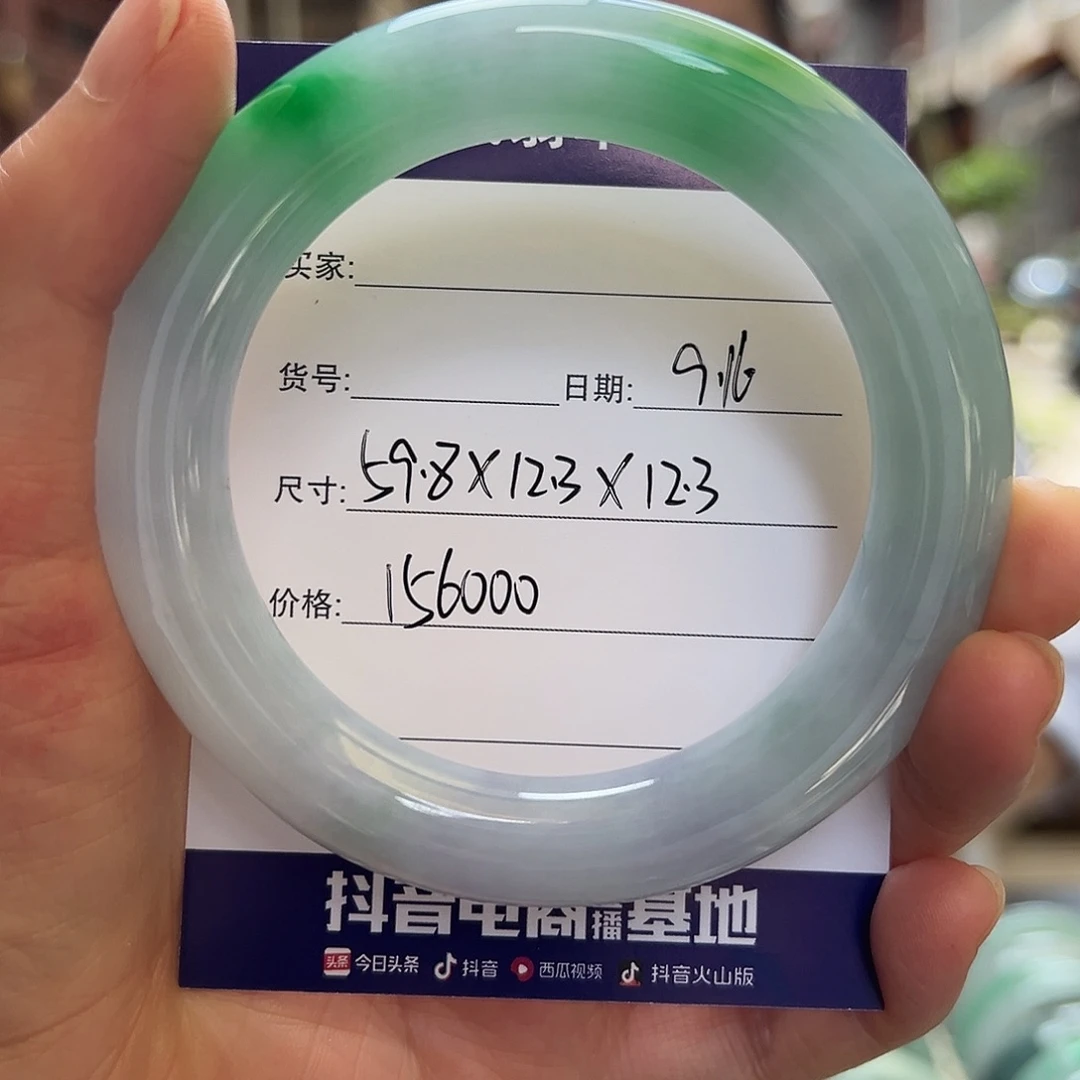 买家:
货号: 日期: 9.16
尺寸: 59.8×12.3×12.3
价格: 156000
抖音电商直播基地
头条 今日头条 抖音 西瓜视频 抖音火山版